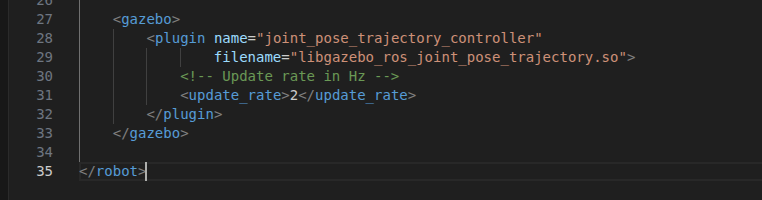 26
27 <gazebo>
28 <plugin name="joint_pose_trajectory_controller"
29 filename="libgazebo_ros_joint_pose_trajectory.so">
30 <!-- Update rate in Hz -->
31 <update_rate>2</update_rate>
32 </plugin>
33 </gazebo>
34
35 </robot>